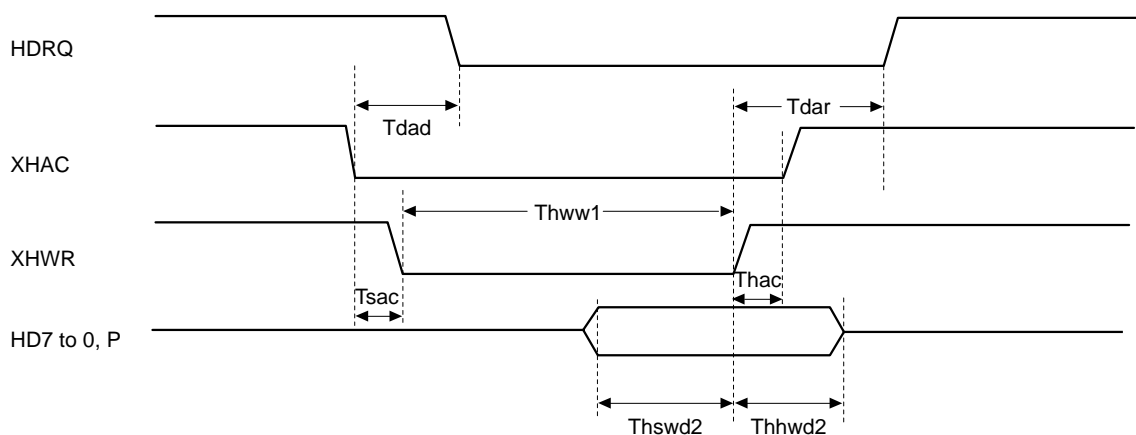 HDRQ
Tdad
Tdar
XHAC
Thww1
XHWR
Tsac
Thac
HD7 to 0, P
Thswd2
Thhwd2